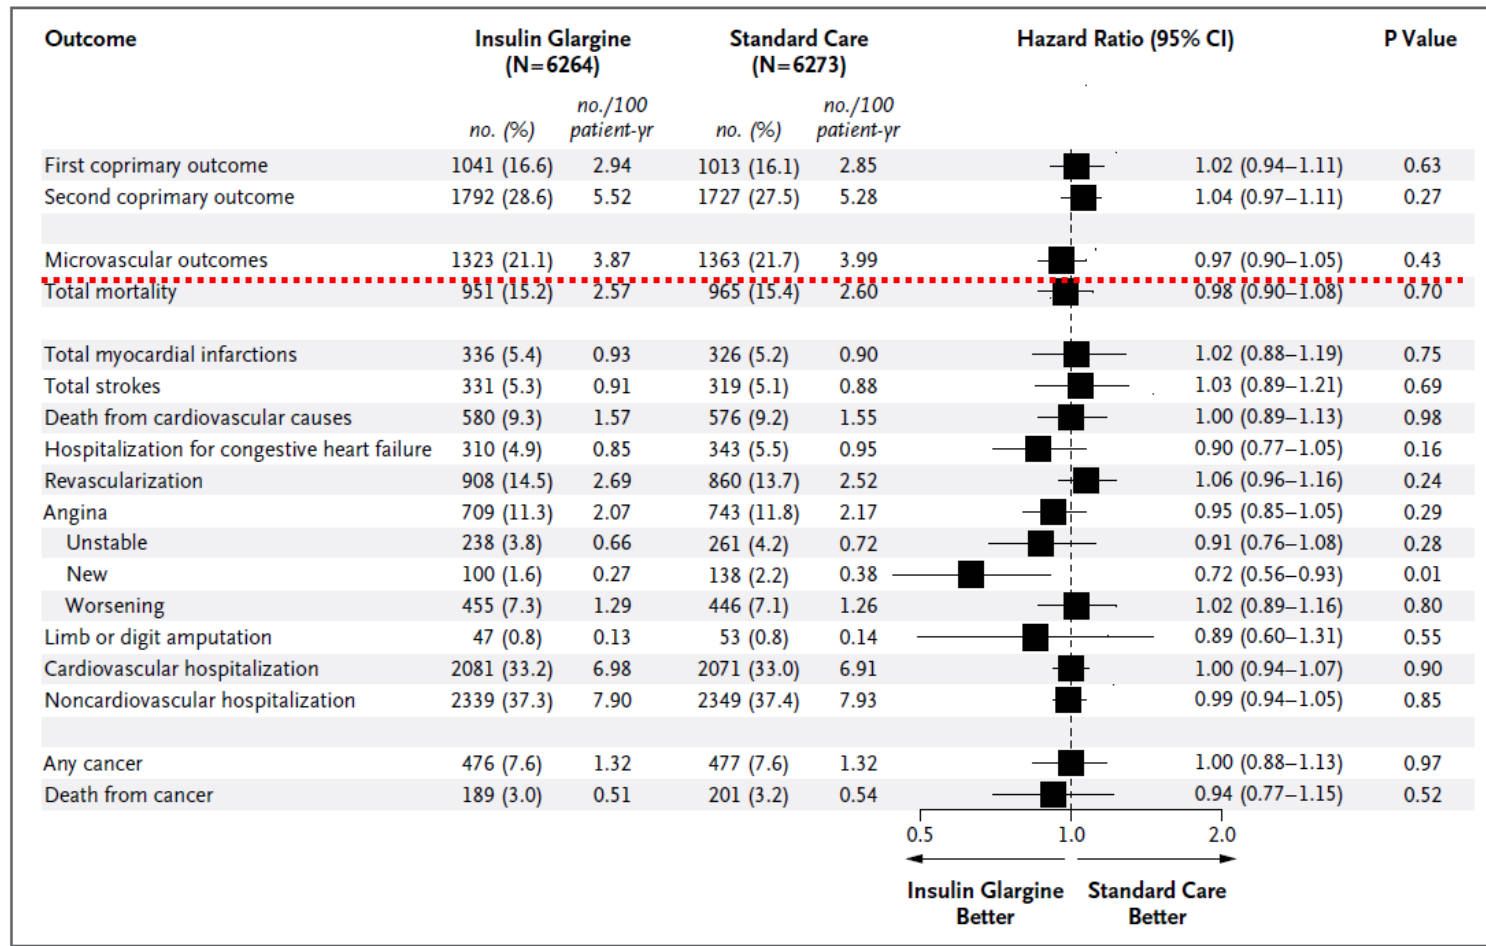 Outcome Insulin Glargine (N=6264) Standard Care (N=6273) Hazard Ratio (95% CI) P Value
no. (%) no./100 patient-yr no. (%) no./100 patient-yr
First coprimary outcome 1041 (16.6) 2.94 1013 (16.1) 2.85 1.02 (0.94–1.11) 0.63
Second coprimary outcome 1792 (28.6) 5.52 1727 (27.5) 5.28 1.04 (0.97–1.11) 0.27
Microvascular outcomes 1323 (21.1) 3.87 1363 (21.7) 3.99 0.97 (0.90–1.05) 0.43
Total mortality 951 (15.2) 2.57 965 (15.4) 2.60 0.98 (0.90–1.08) 0.70
Total myocardial infarctions 336 (5.4) 0.93 326 (5.2) 0.90 1.02 (0.88–1.19) 0.75
Total strokes 331 (5.3) 0.91 319 (5.1) 0.88 1.03 (0.89–1.21) 0.69
Death from cardiovascular causes 580 (9.3) 1.57 576 (9.2) 1.55 1.00 (0.89–1.13) 0.98
Hospitalization for congestive heart failure 310 (4.9) 0.85 343 (5.5) 0.95 0.90 (0.77–1.05) 0.16
Revascularization 908 (14.5) 2.69 860 (13.7) 2.52 1.06 (0.96–1.16) 0.24
Angina 709 (11.3) 2.07 743 (11.8) 2.17 0.95 (0.85–1.05) 0.29
Unstable 238 (3.8) 0.66 261 (4.2) 0.72 0.91 (0.76–1.08) 0.28
New 100 (1.6) 0.27 138 (2.2) 0.38 0.72 (0.56–0.93) 0.01
Worsening 455 (7.3) 1.29 446 (7.1) 1.26 1.02 (0.89–1.16) 0.80
Limb or digit amputation 47 (0.8) 0.13 53 (0.8) 0.14 0.89 (0.60–1.31) 0.55
Cardiovascular hospitalization 2081 (33.2) 6.98 2071 (33.0) 6.91 1.00 (0.94–1.07) 0.90
Noncardiovascular hospitalization 2339 (37.3) 7.90 2349 (37.4) 7.93 0.99 (0.94–1.05) 0.85
Any cancer 476 (7.6) 1.32 477 (7.6) 1.32 1.00 (0.88–1.13) 0.97
Death from cancer 189 (3.0) 0.51 201 (3.2) 0.54 0.94 (0.77–1.15) 0.52
0.5 1.0 2.0
Insulin Glargine Better Standard Care Better